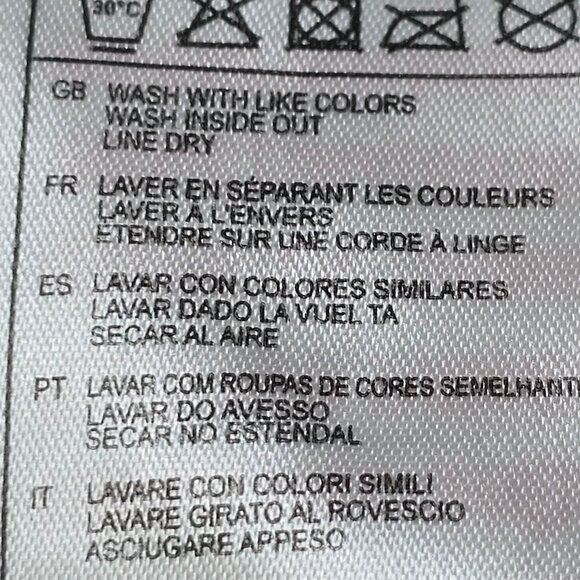 30°C
GB WASH WITH LIKE COLORS
WASH INSIDE OUT
LINE DRY
FR LAVER EN SÉPARANT LES COULEURS
LAVER À L'ENVERS
ÉTENDRE SUR UNE CORDE À LINGE
ES LAVAR CON COLORES SIMILARES
LAVAR DADO LA VUELTA
SECAR AL AIRE
PT LAVAR COM ROUPAS DE CORES SEMELHANT
LAVAR DO AVESSO
SECAR NO ESTENDAL
IT LAVARE CON COLORI SIMILI
LAVARE GIRATO AL ROVESCIO
ASCIUGARE APPESO